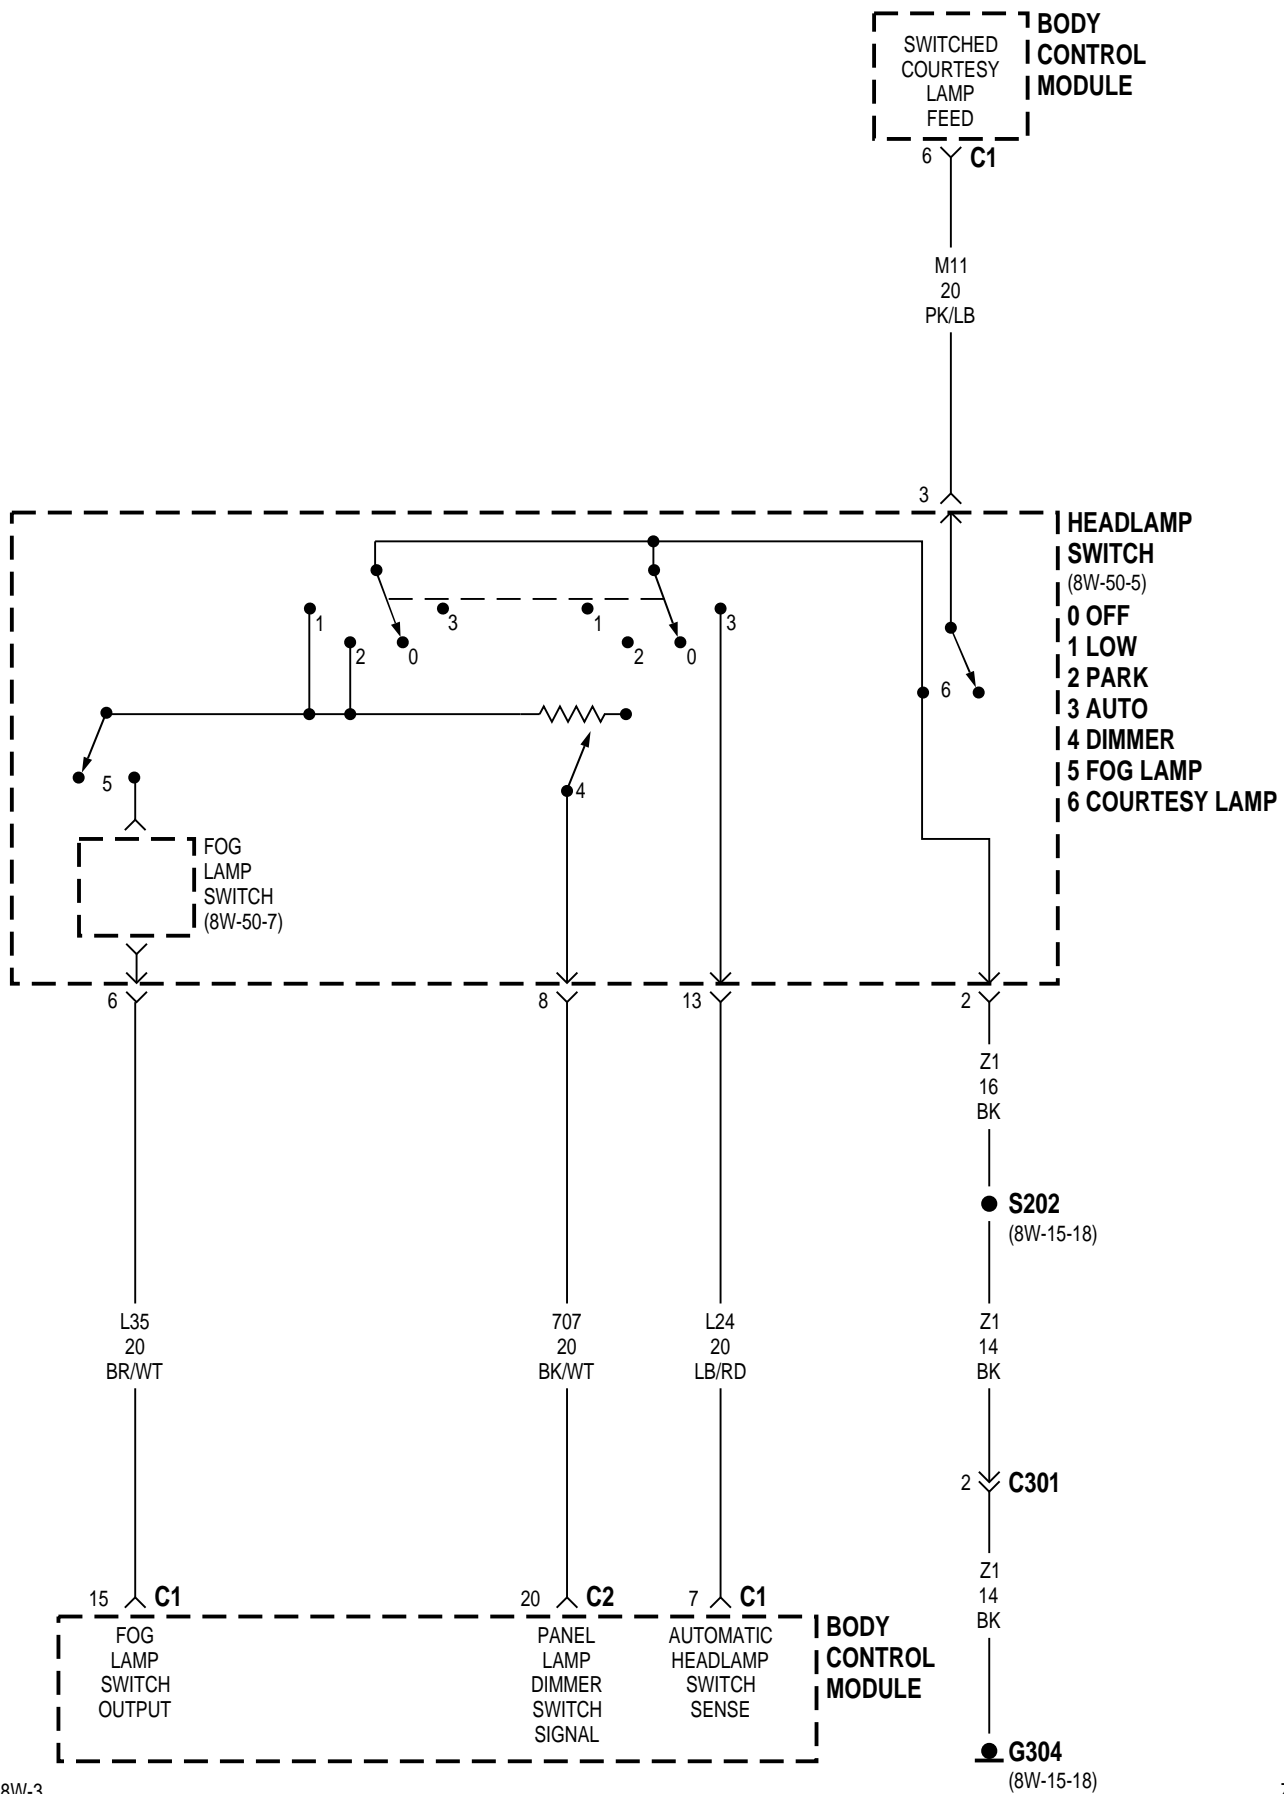 SWITCHED
COURTESY
LAMP
FEED
BODY
CONTROL
MODULE
6
C1
M11
20
PK/LB
3
HEADLAMP
SWITCH
(8W-50-5)
0 OFF
1 LOW
2 PARK
3 AUTO
4 DIMMER
5 FOG LAMP
6 COURTESY LAMP
1
3
1
3
2
0
2
0
6
5
4
FOG
LAMP
SWITCH
(8W-50-7)
6
8
13
2
Z1
16
BK
S202
(8W-15-18)
L35
20
BR/WT
707
20
BK/WT
L24
20
LB/RD
Z1
14
BK
2
C301
Z1
14
BK
15
C1
20
C2
7
C1
FOG
LAMP
SWITCH
OUTPUT
PANEL
LAMP
DIMMER
SWITCH
SIGNAL
AUTOMATIC
HEADLAMP
SWITCH
SENSE
BODY
CONTROL
MODULE
G304
(8W-15-18)
8W-3